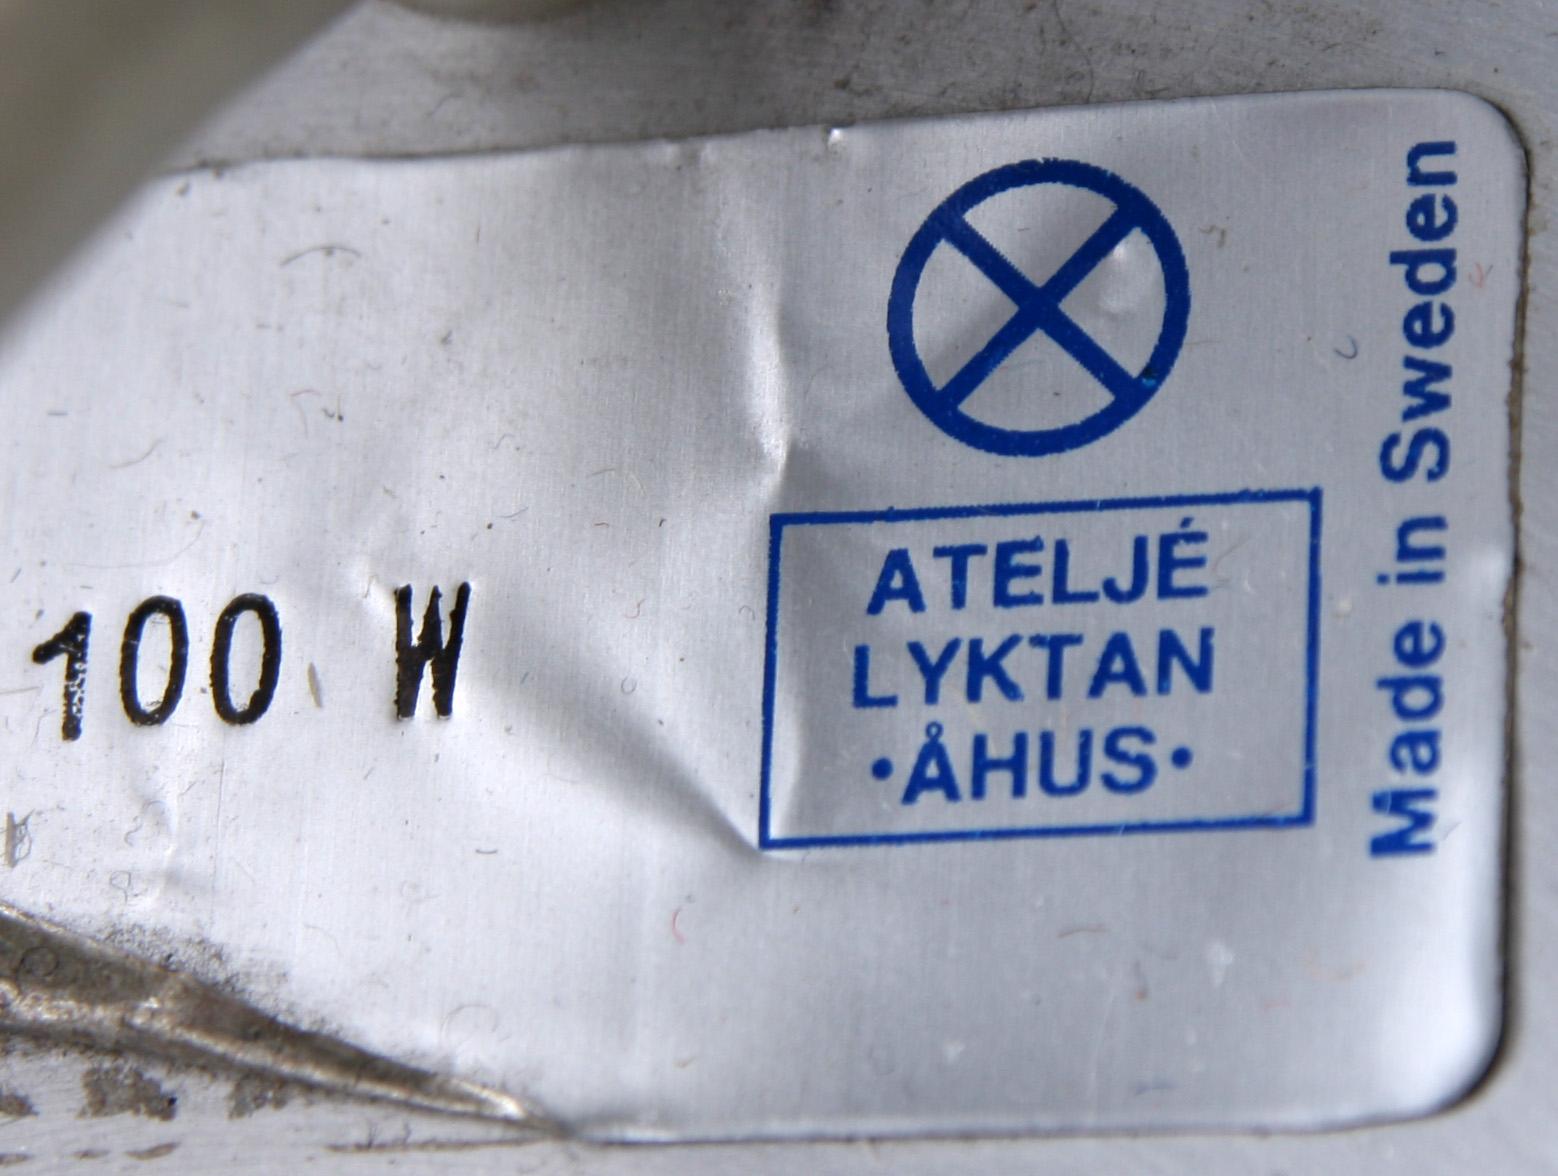 100 W
ATELJÉ
LYKTAN
·ÅHUS·
Made in Sweden